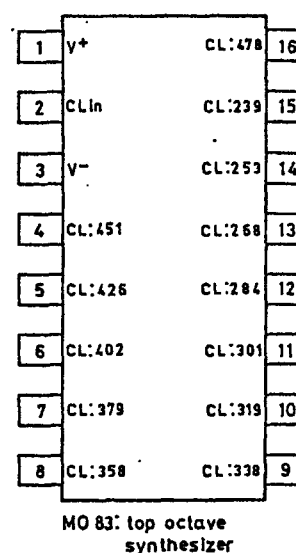 1 V+ CL:478 16
2 CLin CL:239 15
3 V- CL:253 14
4 CL:451 CL:268 13
5 CL:426 CL:284 12
6 CL:402 CL:301 11
7 CL:379 CL:319 10
8 CL:358 CL:338 9
MO 83: top octave
synthesizer